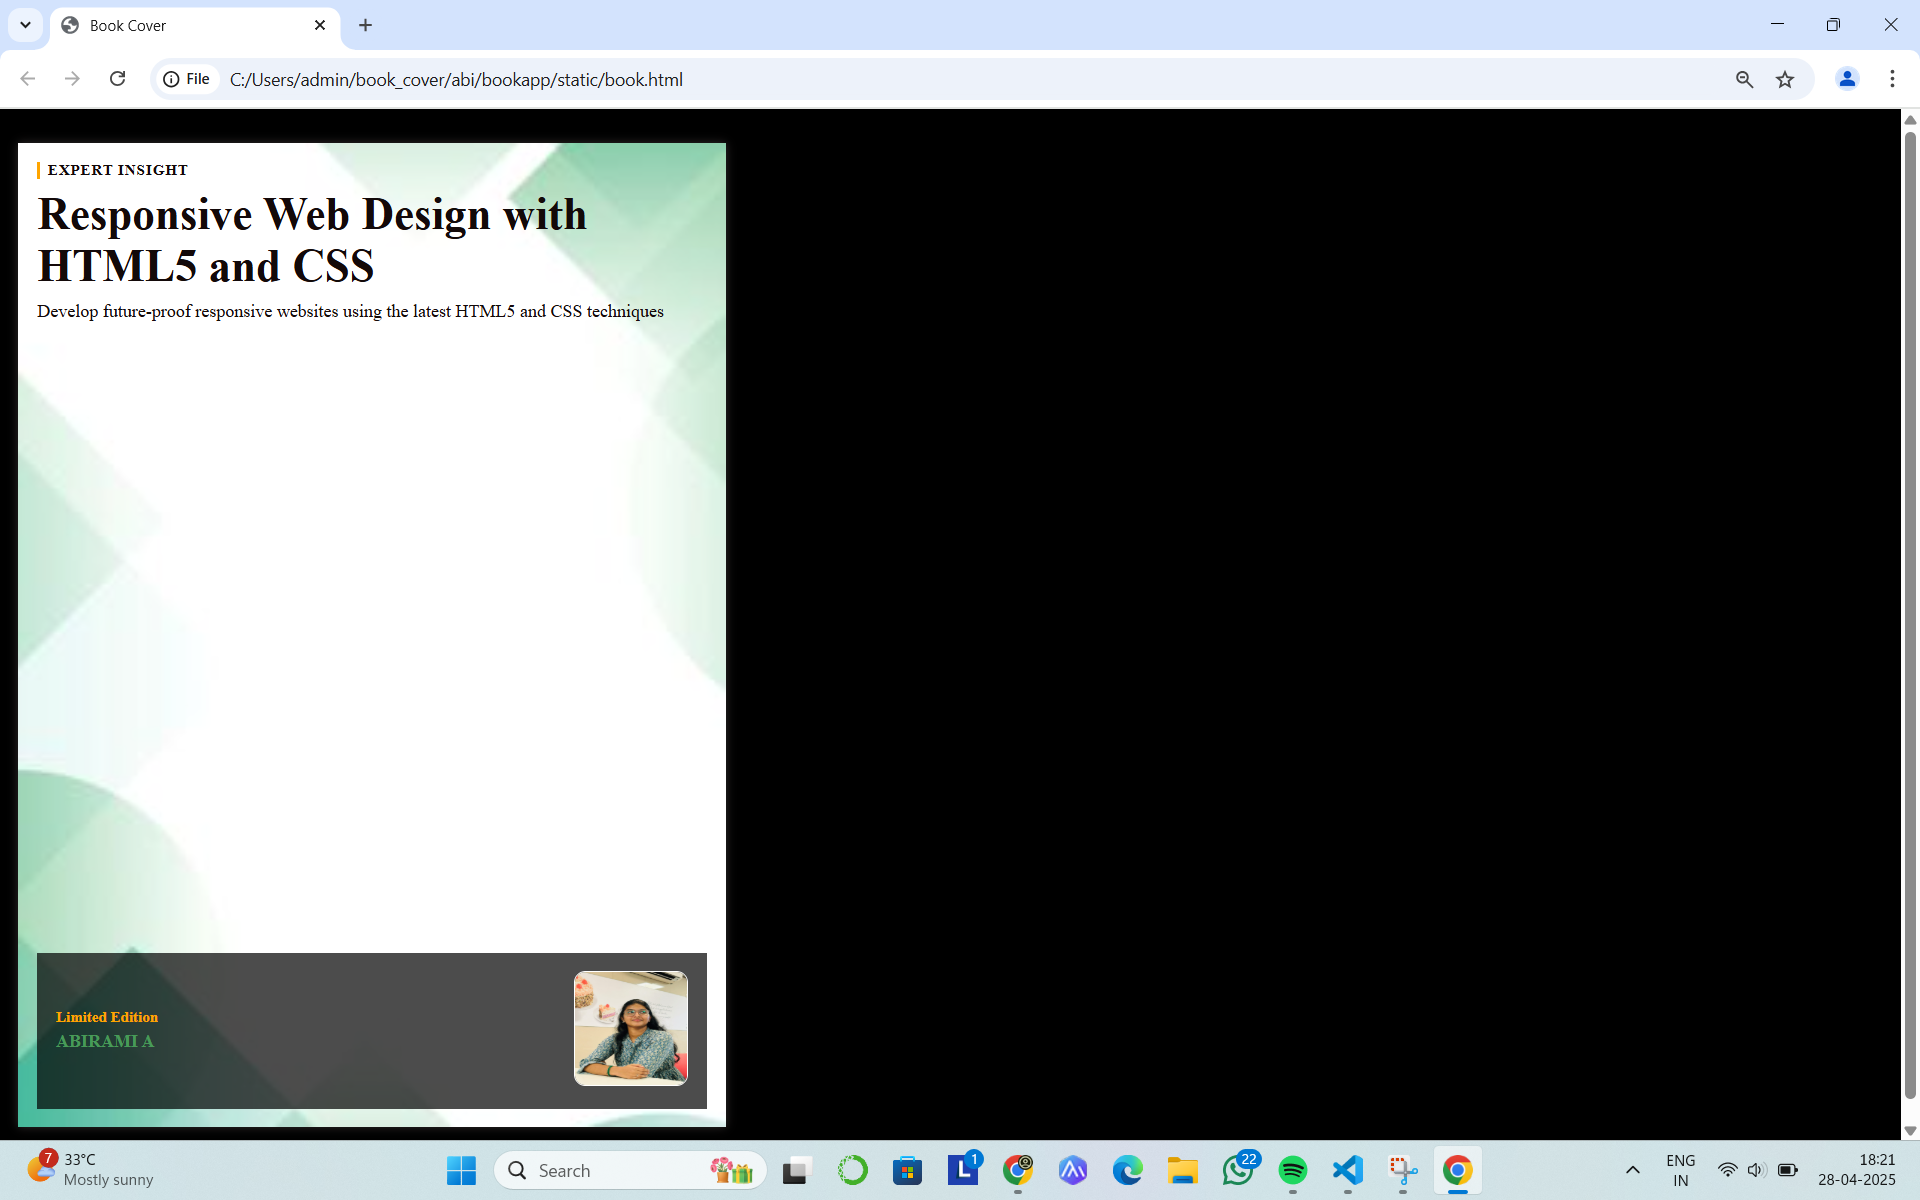 Book Cover
File
C:/Users/admin/book_cover/abi/bookapp/static/book.html
EXPERT INSIGHT
Responsive Web Design with
HTML5 and CSS
Develop future-proof responsive websites using the latest HTML5 and CSS techniques
Limited Edition
ABIRAMI A
7
33°C
Mostly sunny
Search
L
1
22
ENG
IN
18:21
28-04-2025